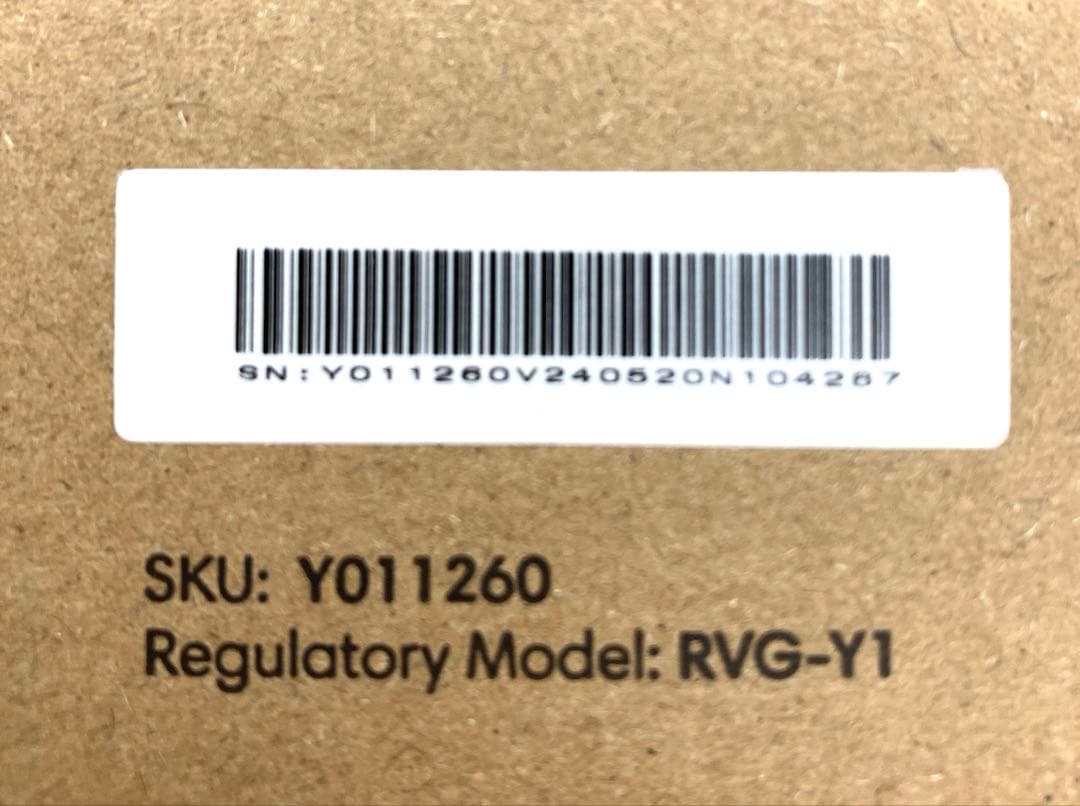 SN:Y011260V240520N104267
SKU: Y011260
Regulatory Model: RVG-Y1